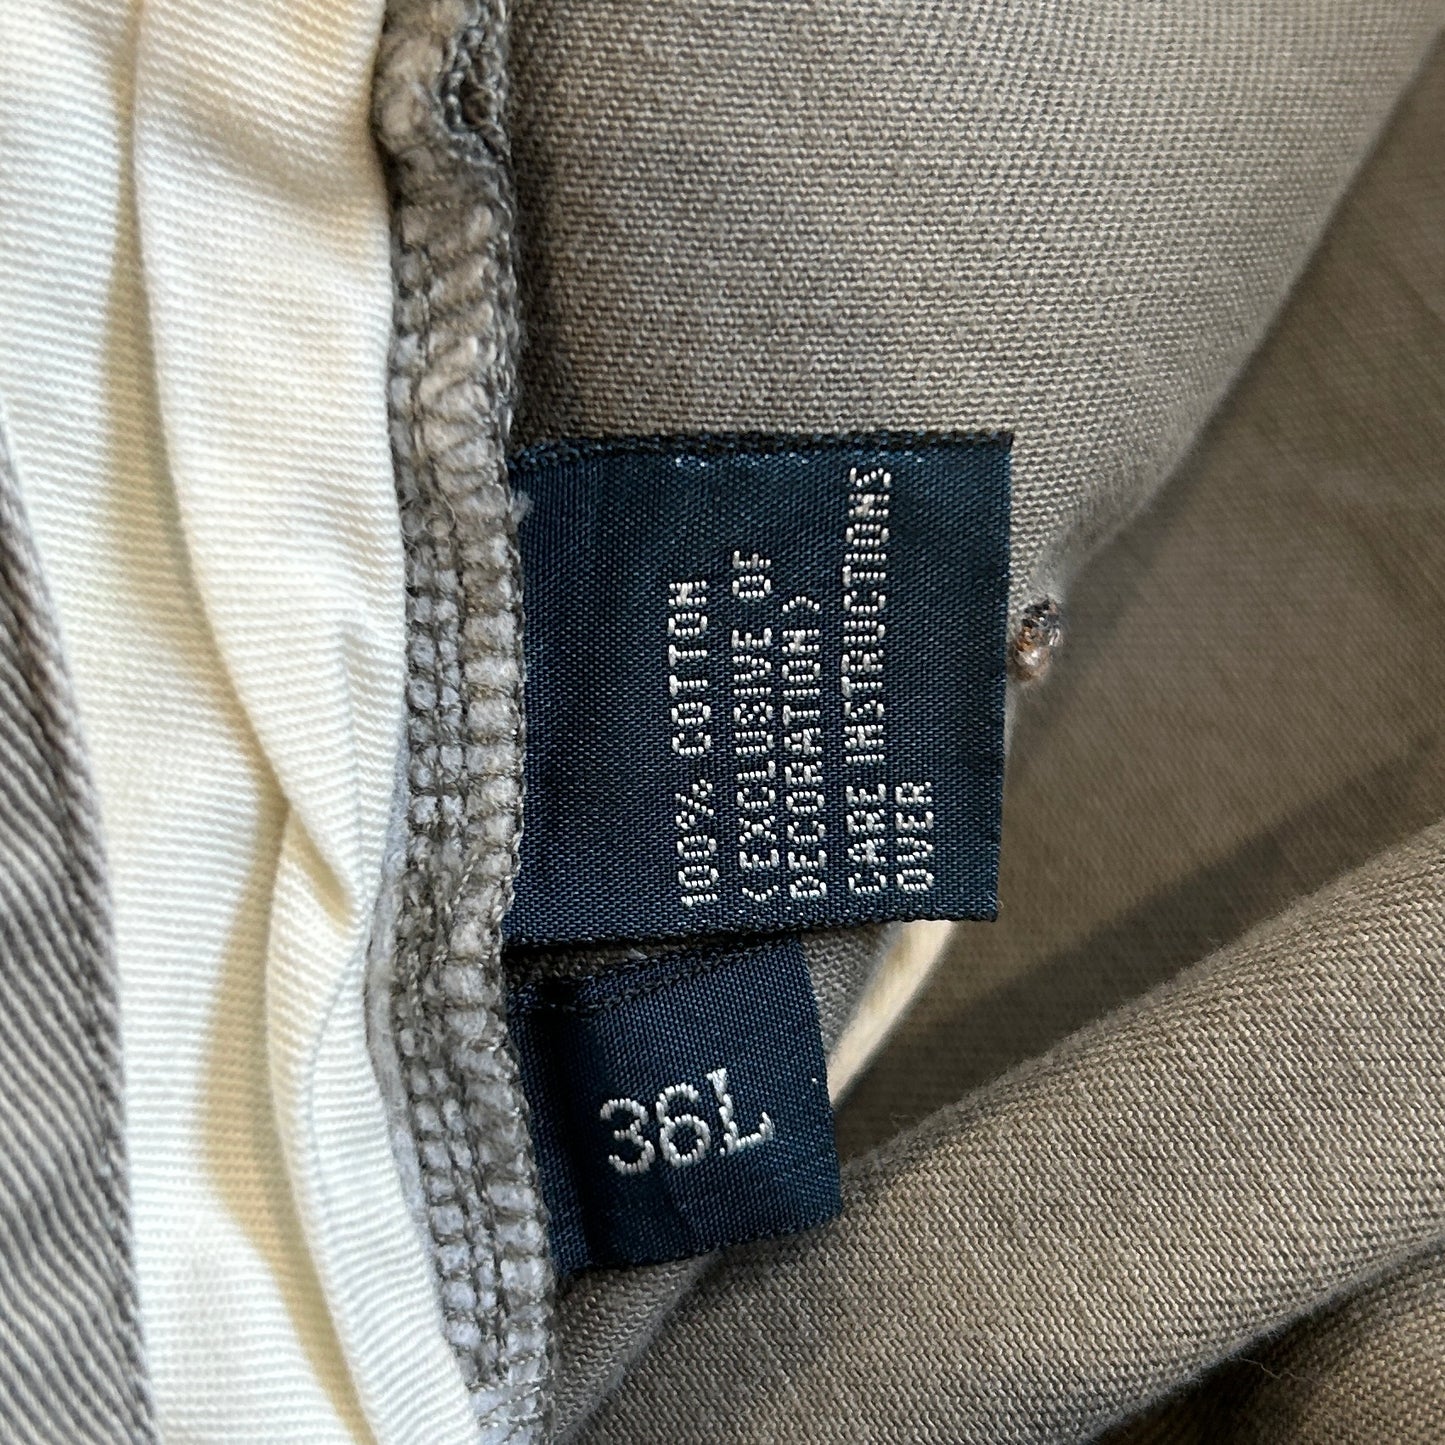 100% COTTON
(EXCLUSIVE OF
DECORATION)
CARE INSTRUCTIONS
OVER
36L